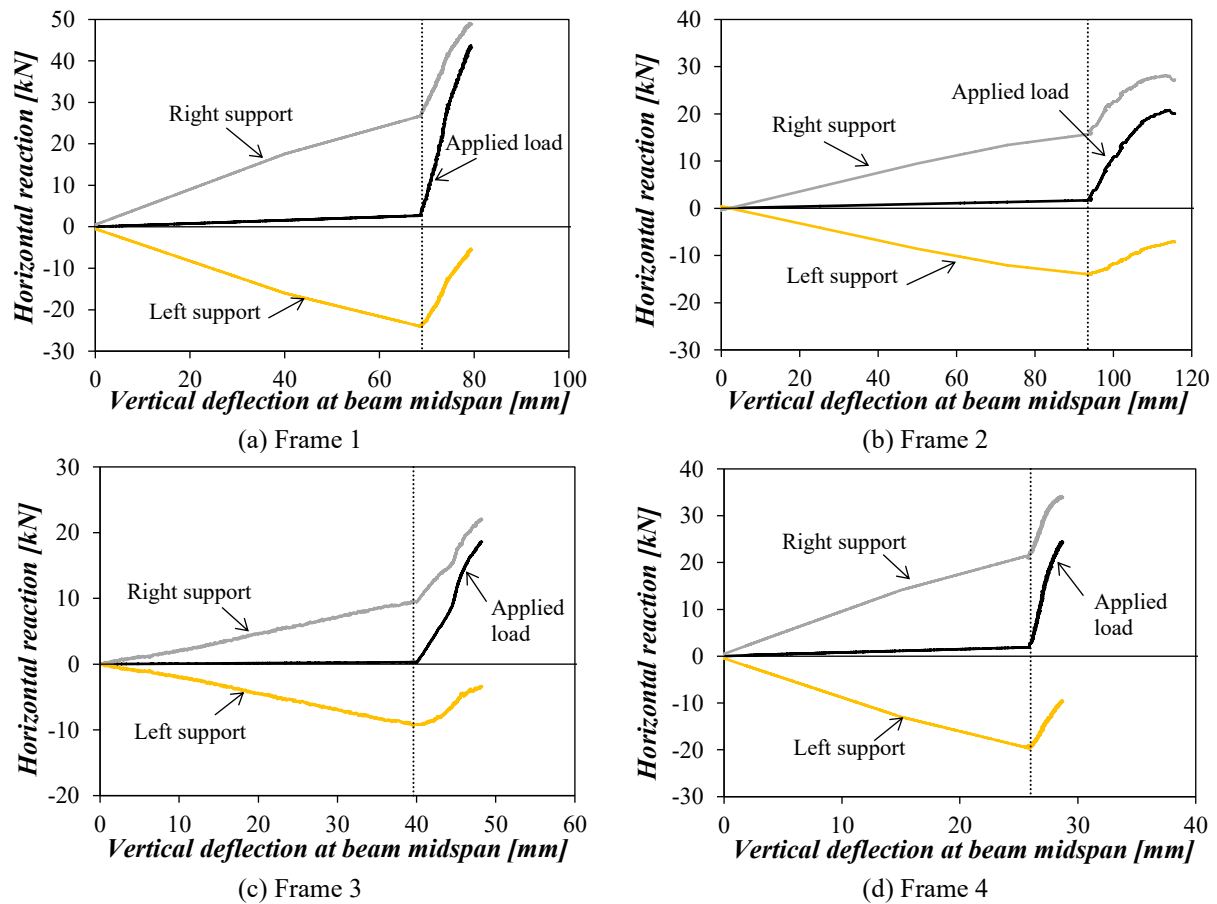 50
40
30
20
10
0
-10
-20
-30
0 20 40 60 80 100
Horizontal reaction [kN]
Vertical deflection at beam midspan [mm]
Right support
Applied load
Left support
(a) Frame 1
40
30
20
10
0
-10
-20
-30
0 20 40 60 80 100 120
Horizontal reaction [kN]
Vertical deflection at beam midspan [mm]
Applied load
Right support
Left support
(b) Frame 2
30
20
10
0
-10
-20
0 10 20 30 40 50 60
Horizontal reaction [kN]
Vertical deflection at beam midspan [mm]
Right support
Applied
load
Left support
(c) Frame 3
40
30
20
10
0
-10
-20
-30
0 10 20 30 40
Horizontal reaction [kN]
Vertical deflection at beam midspan [mm]
Right support
Applied
load
Left support
(d) Frame 4